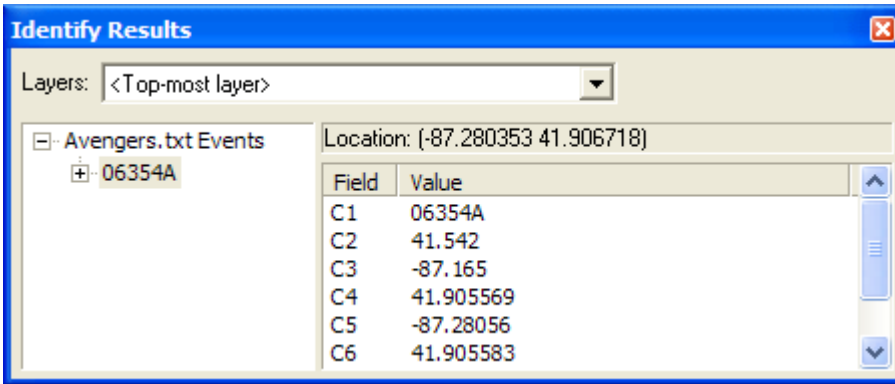 Identify Results
Layers: <Top-most layer>
Avengers.txt Events
06354A
Location: (-87.280353 41.906718)
Field Value
C1 06354A
C2 41.542
C3 -87.165
C4 41.905569
C5 -87.28056
C6 41.905583